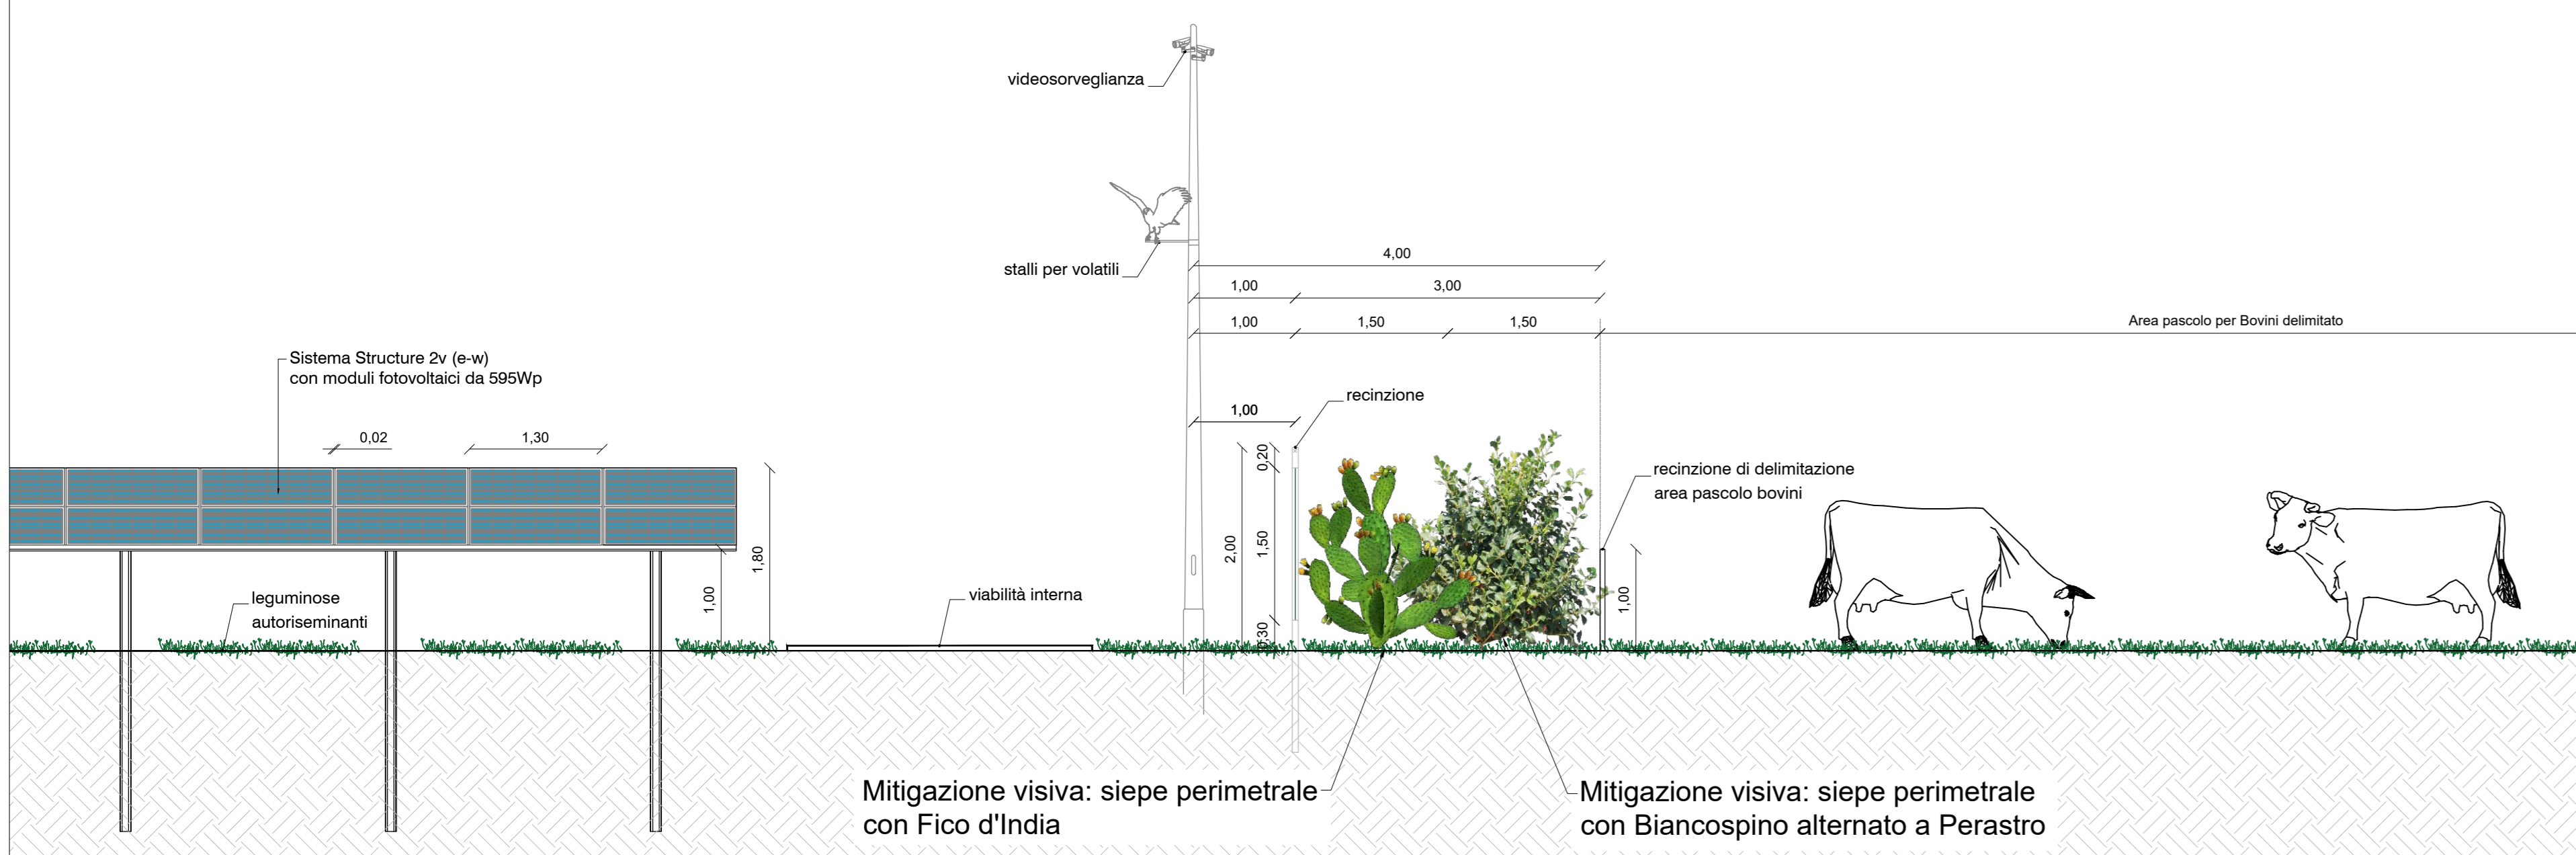 videosorveglianza
stalli per volatili
4,00
1,00
3,00
1,00
1,50
1,50
Area pascolo per Bovini delimitato
Sistema Structure 2v (e-w)
con moduli fotovoltaici da 595Wp
0,02
1,30
1,00
recinzione
1,80
1,00
2,00
0,20
1,50
0,30
recinzione di delimitazione
area pascolo bovini
1,00
leguminose
autoriseminanti
viabilità interna
Mitigazione visiva: siepe perimetrale
con Fico d'India
Mitigazione visiva: siepe perimetrale
con Biancospino alternato a Perastro